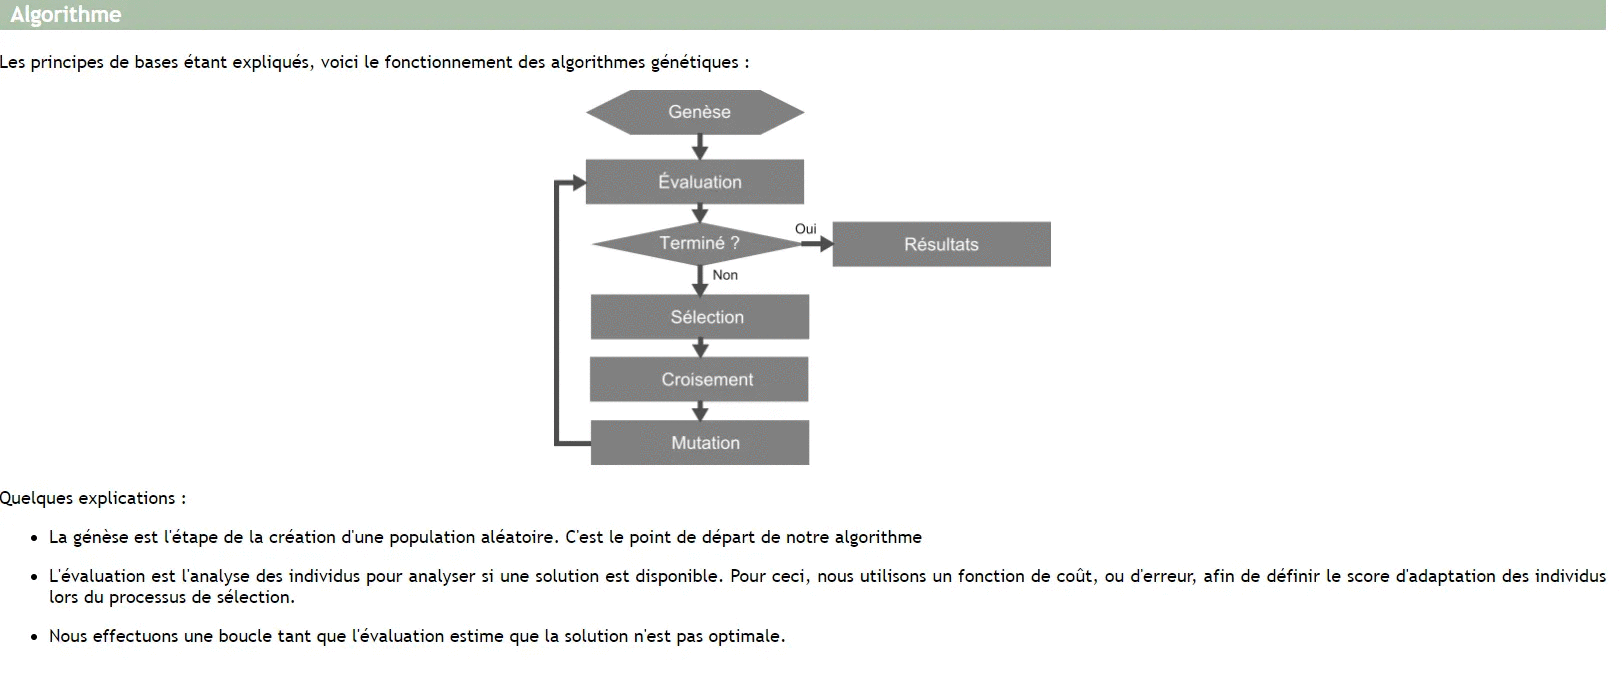 Algorithme
Les principes de bases étant expliqués, voici le fonctionnement des algorithmes génétiques :
Genèse
Évaluation
Terminé ?
Oui
Résultats
Non
Sélection
Croisement
Mutation
Quelques explications :
• La génèse est l'étape de la création d'une population aléatoire. C'est le point de départ de notre algorithme
• L'évaluation est l'analyse des individus pour analyser si une solution est disponible. Pour ceci, nous utilisons un fonction de coût, ou d'erreur, afin de définir le score d'adaptation des individus
lors du processus de sélection.
• Nous effectuons une boucle tant que l'évaluation estime que la solution n'est pas optimale.